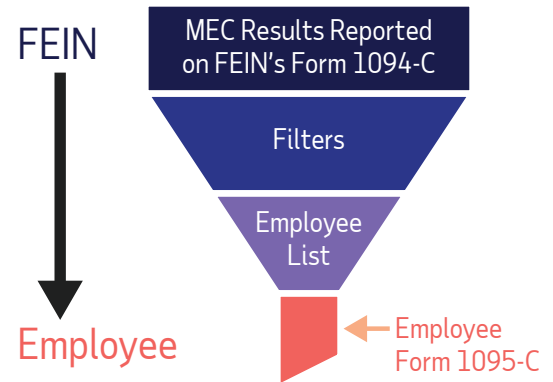 FEIN
MEC Results Reported
on FEIN's Form 1094-C
Filters
Employee
List
Employee
Employee
Form 1095-C